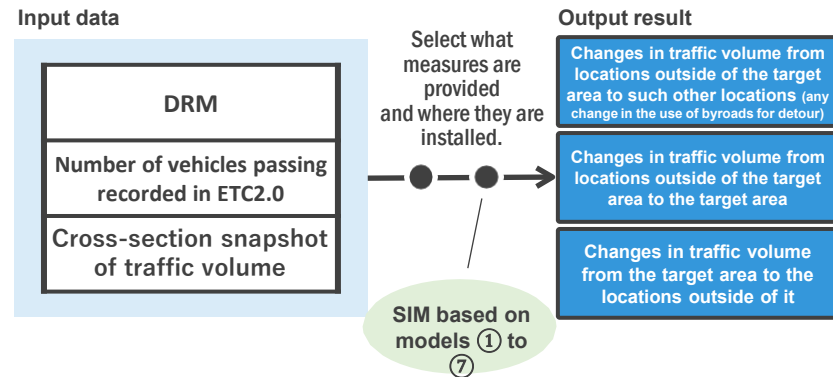 Input data
DRM
Number of vehicles passing
recorded in ETC2.0
Cross-section snapshot
of traffic volume
Select what
measures are
provided
and where they are
installed.
SIM based on
models ① to
⑦
Output result
Changes in traffic volume from
locations outside of the target
area to such other locations (any
change in the use of byroads for detour)
Changes in traffic volume from
locations outside of the target
area to the target area
Changes in traffic volume
from the target area to the
locations outside of it